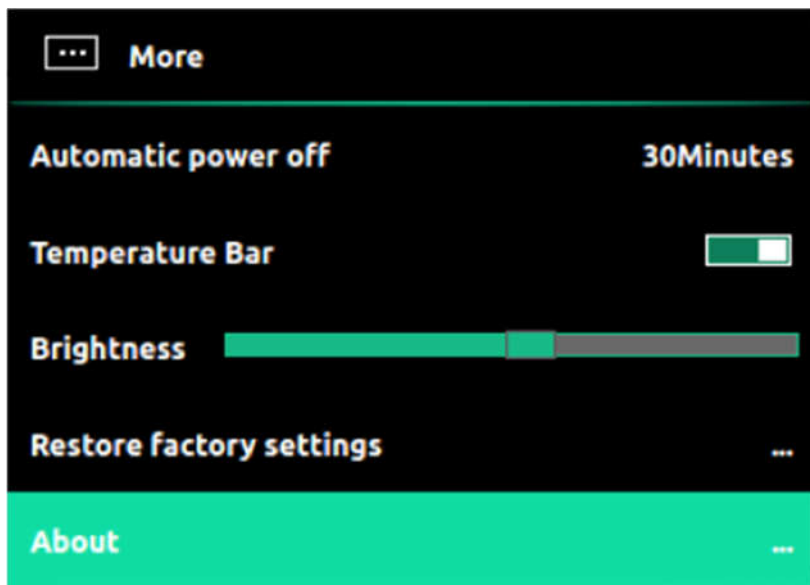 More
Automatic power off 30Minutes
Temperature Bar
Brightness
Restore factory settings ...
About ...